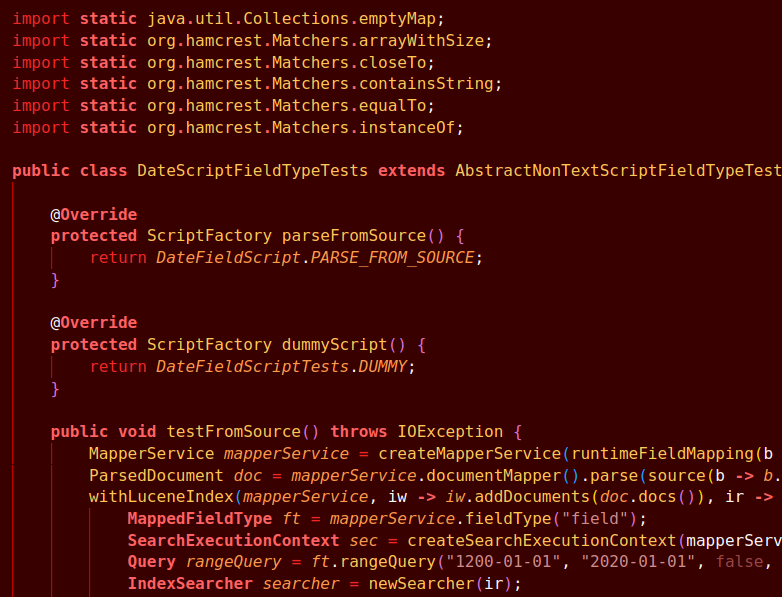 import static java.util.Collections.emptyMap;
import static org.hamcrest.Matchers.arrayWithSize;
import static org.hamcrest.Matchers.closeTo;
import static org.hamcrest.Matchers.containsString;
import static org.hamcrest.Matchers.equalTo;
import static org.hamcrest.Matchers.instanceOf;

public class DateScriptFieldTypeTests extends AbstractNonTextScriptFieldTypeTest

    @Override
    protected ScriptFactory parseFromSource() {
        return DateFieldScript.PARSE_FROM_SOURCE;
    }

    @Override
    protected ScriptFactory dummyScript() {
        return DateFieldScriptTests.DUMMY;
    }

    public void testFromSource() throws IOException {
        MapperService mapperService = createMapperService(runtimeFieldMapping(b
        ParsedDocument doc = mapperService.documentMapper().parse(source(b -> b.
        withLuceneIndex(mapperService, iw -> iw.addDocuments(doc.docs()), ir ->
            MappedFieldType ft = mapperService.fieldType("field");
            SearchExecutionContext sec = createSearchExecutionContext(mapperServ
            Query rangeQuery = ft.rangeQuery("1200-01-01", "2020-01-01", false,
            IndexSearcher searcher = newSearcher(ir);